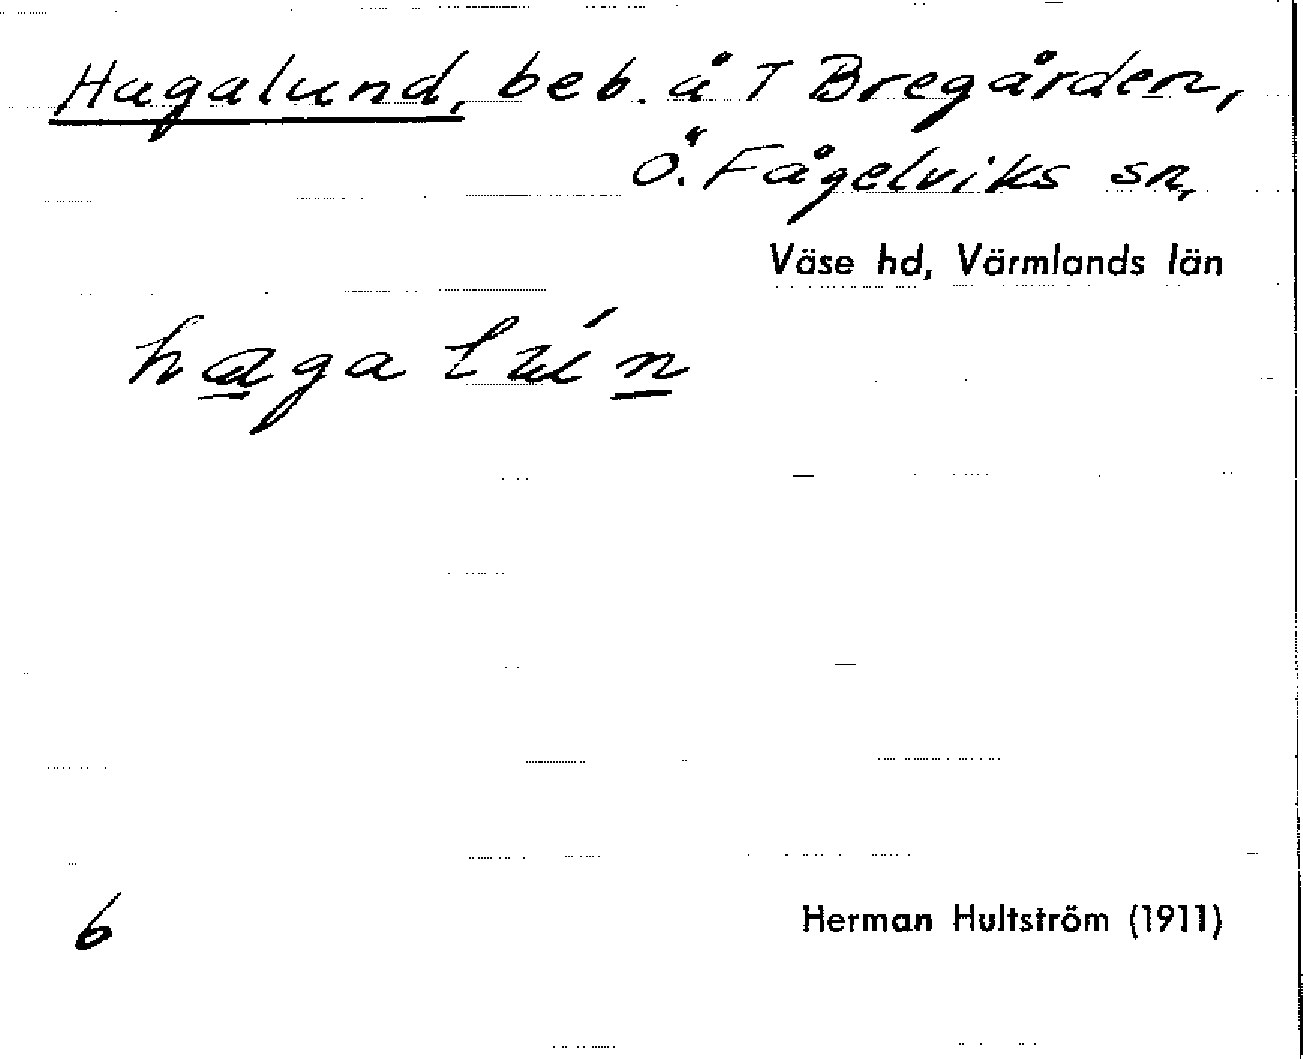 Hagalund, beb. å T Bregården,
Ö. Fågelviks sn,
Väse hd, Värmlands län
hagalún
6
Herman Hultström (1911)